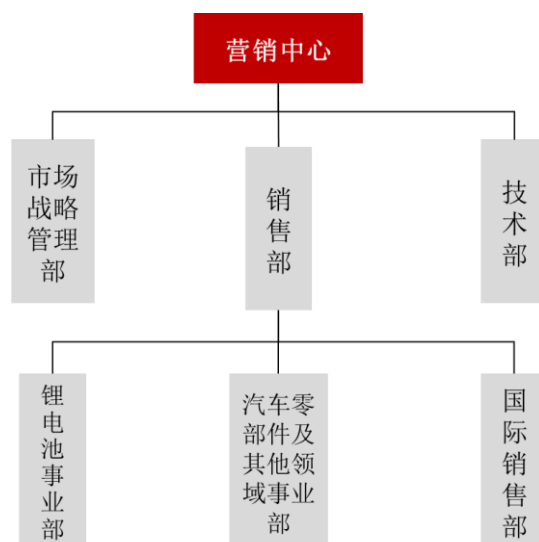 营销中心
市场
战略
管理
部
销
售
部
技
术
部
锂
电
池
事
业
部
汽车零
部件及
其他领
域事业
部
国
际
销
售
部